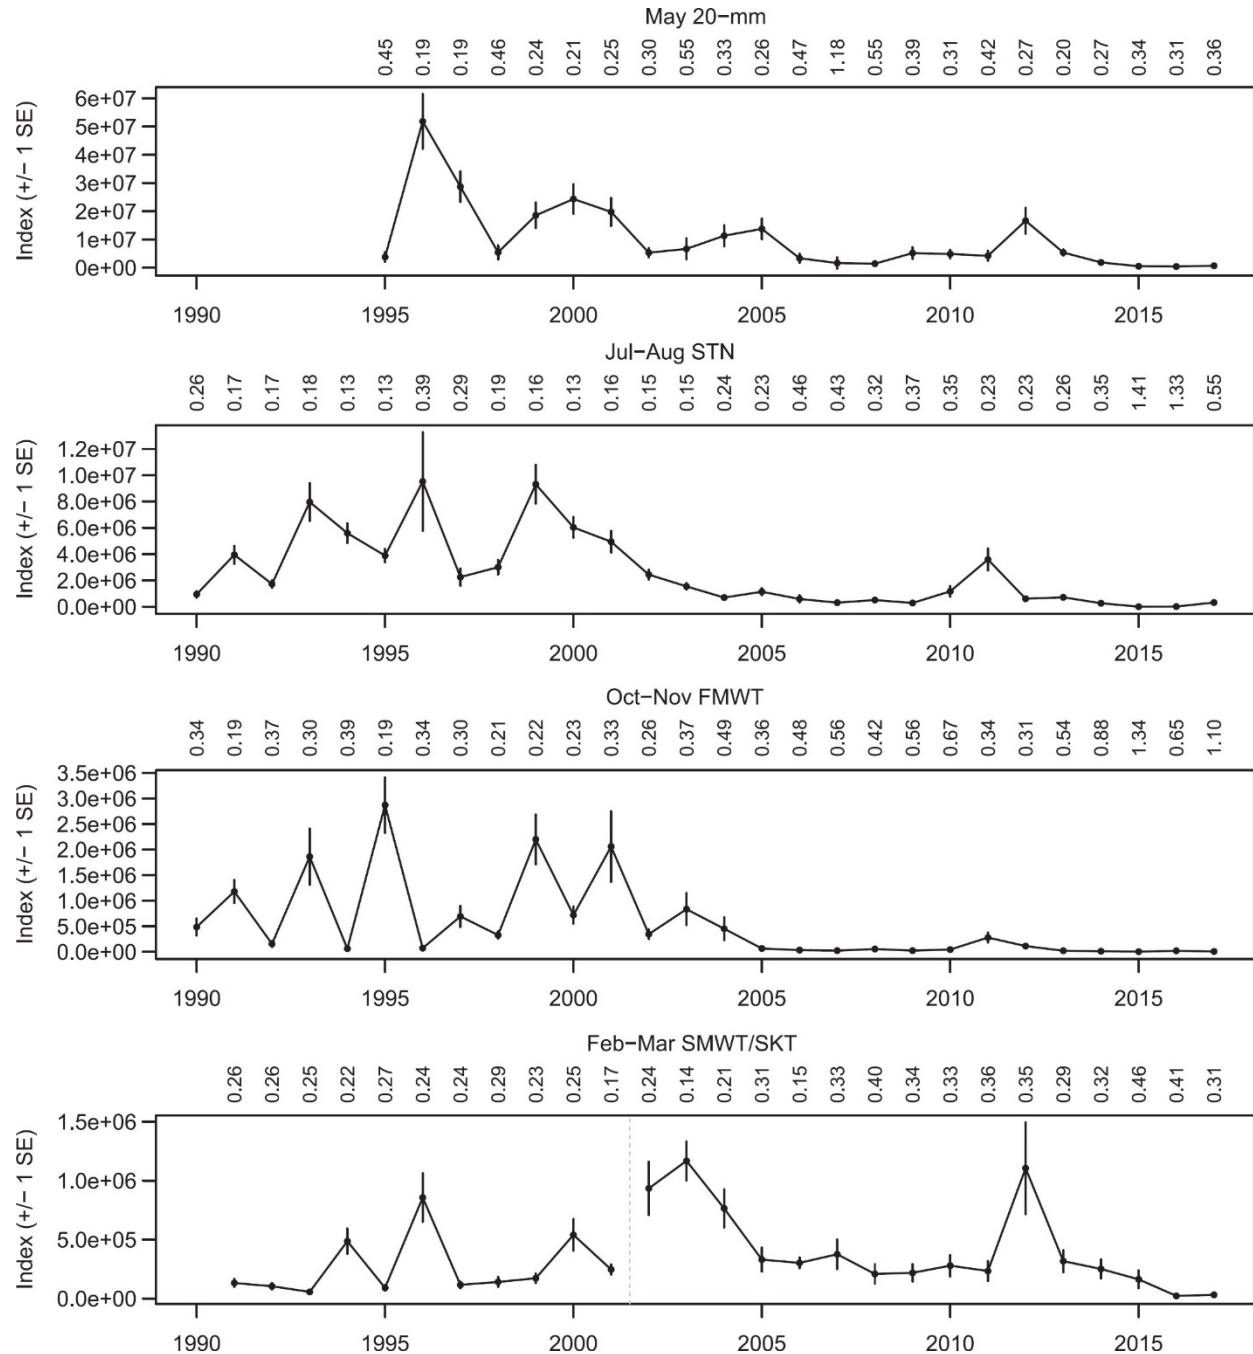 May 20−mm
0.45 0.19 0.19 0.46 0.24 0.21 0.25 0.30 0.55 0.33 0.26 0.47 1.18 0.55 0.39 0.31 0.42 0.27 0.20 0.27 0.34 0.31 0.36
Index (+/− 1 SE)
6e+07
5e+07
4e+07
3e+07
2e+07
1e+07
0e+00
1990 1995 2000 2005 2010 2015
Jul−Aug STN
0.26 0.17 0.17 0.18 0.13 0.13 0.39 0.29 0.19 0.16 0.13 0.16 0.15 0.15 0.24 0.23 0.46 0.43 0.32 0.37 0.35 0.23 0.23 0.26 0.35 1.41 1.33 0.55
Index (+/− 1 SE)
1.2e+07
1.0e+07
8.0e+06
6.0e+06
4.0e+06
2.0e+06
0.0e+00
1990 1995 2000 2005 2010 2015
Oct−Nov FMWT
0.34 0.19 0.37 0.30 0.39 0.19 0.34 0.30 0.21 0.22 0.23 0.33 0.26 0.37 0.49 0.36 0.48 0.56 0.42 0.56 0.67 0.34 0.31 0.54 0.88 1.34 0.65 1.10
Index (+/− 1 SE)
3.5e+06
3.0e+06
2.5e+06
2.0e+06
1.5e+06
1.0e+06
5.0e+05
0.0e+00
1990 1995 2000 2005 2010 2015
Feb−Mar SMWT/SKT
0.26 0.26 0.25 0.22 0.27 0.24 0.24 0.29 0.23 0.25 0.17 0.24 0.14 0.21 0.31 0.15 0.33 0.40 0.34 0.33 0.36 0.35 0.29 0.32 0.46 0.41 0.31
Index (+/− 1 SE)
1.5e+06
1.0e+06
5.0e+05
0.0e+00
1990 1995 2000 2005 2010 2015